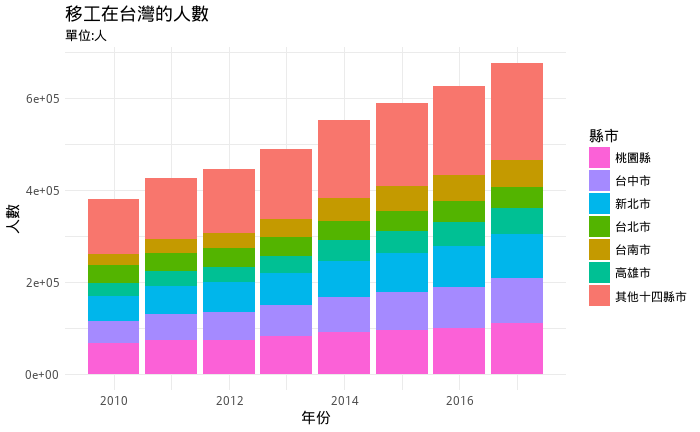 移工在台灣的人數
單位:人
6e+05
4e+05
2e+05
0e+00
人數
2010
2012
2014
2016
年份
縣市
桃園縣
台中市
新北市
台北市
台南市
高雄市
其他十四縣市